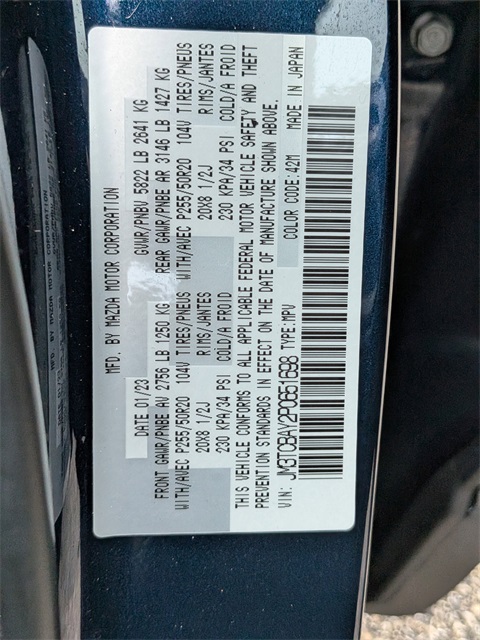 MFD. BY MAZDA MOTOR CORPORATION
DATE 01/23 GVWR/PNBV 5822 LB 2641 KG
FRONT GAWR/PNBE AV 2756 LB 1250 KG REAR GAWR/PNBE AR 3146 LB 1427 KG
WITH/AVEC P255/50R20 104V TIRES/PNEUS WITH/AVEC P255/50R20 104V TIRES/PNEUS
20X8 1/2J RIMS/JANTES 20X8 1/2J RIMS/JANTES
230 KPA/34 PSI COLD/A FROID 230 KPA/34 PSI COLD/A FROID
THIS VEHICLE CONFORMS TO ALL APPLICABLE FEDERAL MOTOR VEHICLE SAFETY AND THEFT
PREVENTION STANDARDS IN EFFECT ON THE DATE OF MANUFACTURE SHOWN ABOVE.
VIN: JM3TCBAY2P0651698 TYPE: MPV COLOR CODE: 42M MADE IN JAPAN